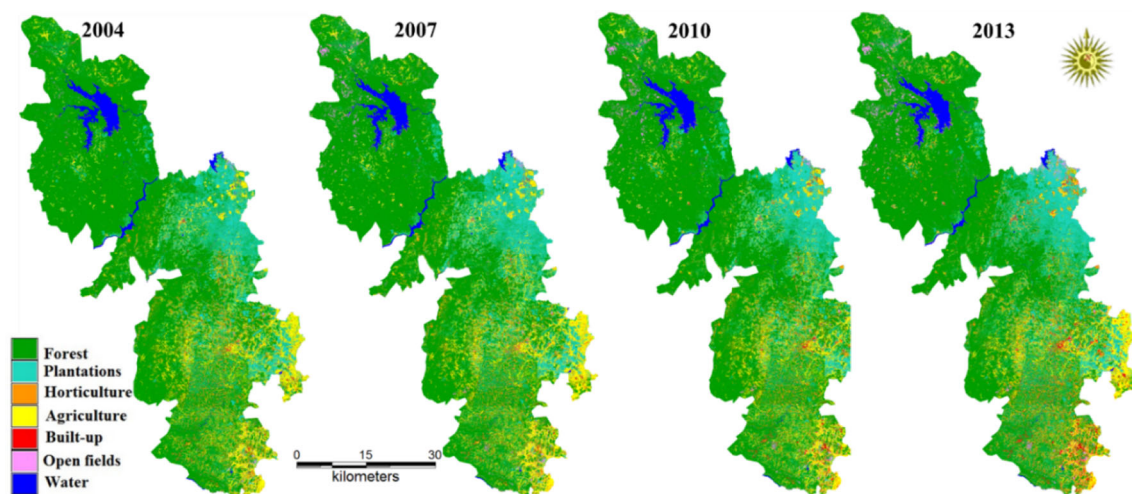 2004
2007
2010
2013
Forest
Plantations
Horticulture
Agriculture
Built-up
Open fields
Water
0 15 30
kilometers